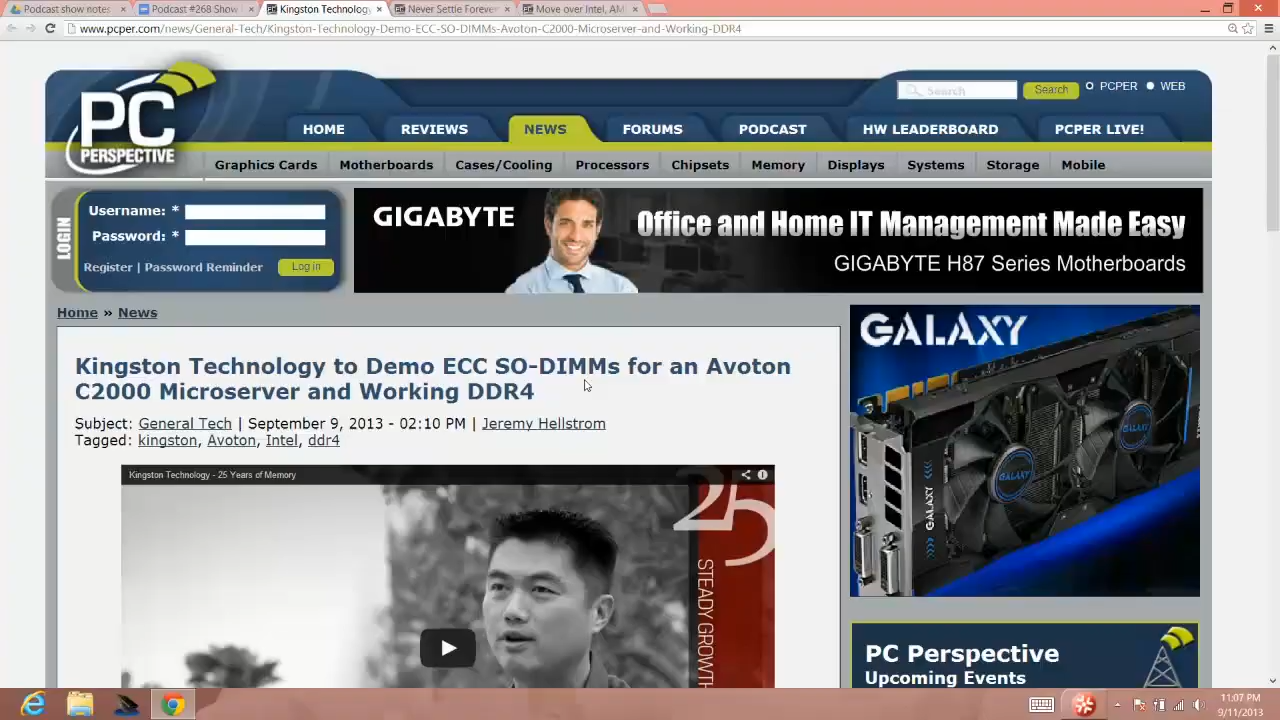 Podcast show notes
Podcast #268 Show
Kingston Technology
Never Settle Forever
Move over Intel, AM
www.pcper.com/news/General-Tech/Kingston-Technology-Demo-ECC-SO-DIMMs-Avoton-C2000-Microserver-and-Working-DDR4
PC
PERSPECTIVE
Search
Search
PCPER
WEB
HOME
REVIEWS
NEWS
FORUMS
PODCAST
HW LEADERBOARD
PCPER LIVE!
Graphics Cards
Motherboards
Cases/Cooling
Processors
Chipsets
Memory
Displays
Systems
Storage
Mobile
LOGIN
Username: *
Password: *
Register | Password Reminder
Log in
GIGABYTE
Office and Home IT Management Made Easy
GIGABYTE H87 Series Motherboards
Home » News
Kingston Technology to Demo ECC SO-DIMMs for an Avoton
C2000 Microserver and Working DDR4
Subject: General Tech | September 9, 2013 - 02:10 PM | Jeremy Hellstrom
Tagged: kingston, Avoton, Intel, ddr4
Kingston Technology - 25 Years of Memory
25
STEADY GROWTH
GALAXY
GALAXY
GALAXY
GALAXY
PC Perspective
Upcoming Events
11:07 PM
9/11/2013